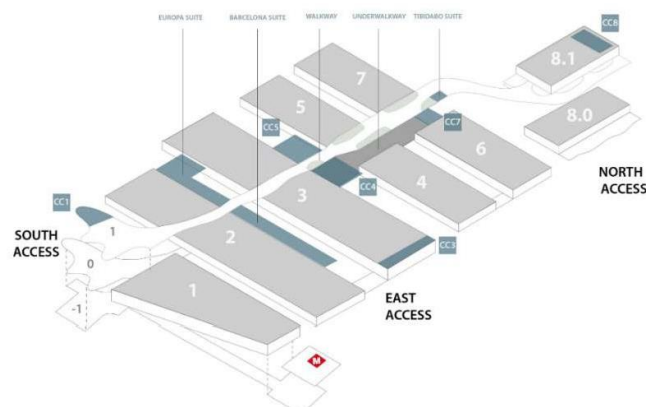 EUROPA SUITE
BARCELONA SUITE
WALKWAY
UNDERWALKWAY
TIBIDABO SUITE
CC8
8.1
7
5
8.0
CC5
CC7
6
NORTH
ACCESS
CC4
4
3
CC1
1
SOUTH
ACCESS
2
CC3
0
EAST
ACCESS
1
-1
M